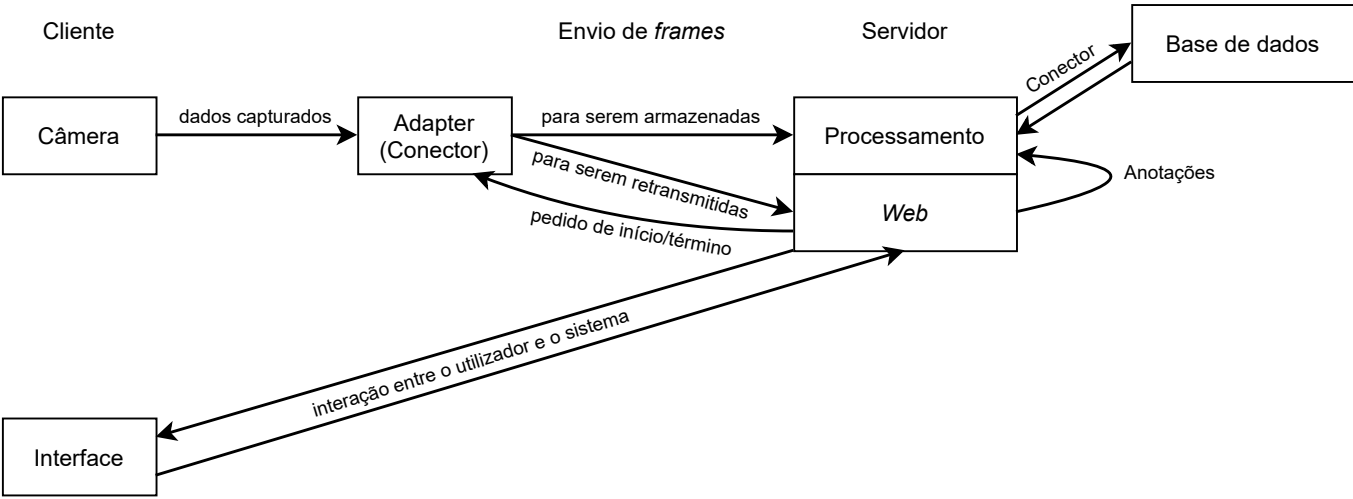 Cliente
Envio de frames
Servidor
Base de dados
Conector
Câmera
dados capturados
Adapter
(Conector)
para serem armazenadas
Processamento
para serem retransmitidas
Anotações
Web
pedido de início/término
interação entre o utilizador e o sistema
Interface